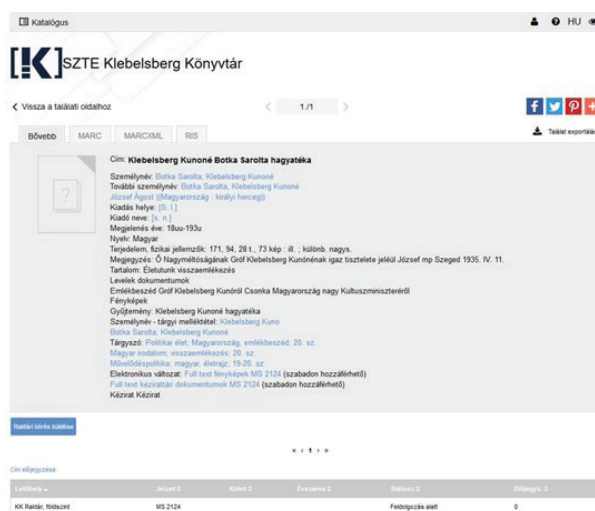 Katalógus
HU
[!K] SZTE Klebelsberg Könyvtár
Vissza a találati oldalhoz
1 /1
Találat exportálás
Bővebb MARC MARCXML RIS
Cím: Klebelsberg Kunoné Botka Sarolta hagyatéka
Személynév: Botka Sarolta, Klebelsberg Kunoné
További személynév: Botka Sarolta, Klebelsberg Kunoné
József Ágost ((Magyarország : királyi herceg))
Kiadás helye: [S. l.]
Kiadó neve: [s. n.]
Megjelenés éve: 18uu-193u
Nyelv: Magyar
Terjedelem, fizikai jellemzők: 171, 94, 28 t., 73 kép : ill. ; különb. nagys.
Megjegyzés: Ő Nagyméltóságának Gróf Klebelsberg Kunónénak igaz tisztelete jeléül József mp Szeged 1935. IV. 11.
Tartalom: Életutunk visszaemlékezés
Levelek dokumentumok
Emlékbeszéd Gróf Klebelsberg Kunóról Csonka Magyarország nagy Kultuszminiszteréről
Fényképek
Gyűjtemény: Klebelsberg Kunoné hagyatéka
Személynév - tárgyi melléktétel: Klebelsberg Kuno
Botka Sarolta, Klebelsberg Kunoné
Tárgyszó: Politikai élet; Magyarország; emlékbeszéd; 20. sz.
Magyar irodalom; visszaemlékezés; 20. sz.
Művelődéspolitika; magyar; életrajz; 19-20. sz.
Elektronikus változat: Full text fényképek MS 2124 (szabadon hozzáférhető)
Full text kézirattári dokumentumok MS 2124 (szabadon hozzáférhető)
Kézirat Kézirat
Raktári kérés küldése
« ‹ 1 › »
Cím előjegyzése
Lelőhely Jelzet Kötet Évszáma Státusz Előjegyz.
KK Raktár, földszint MS 2124 Feldolgozás alatt 0